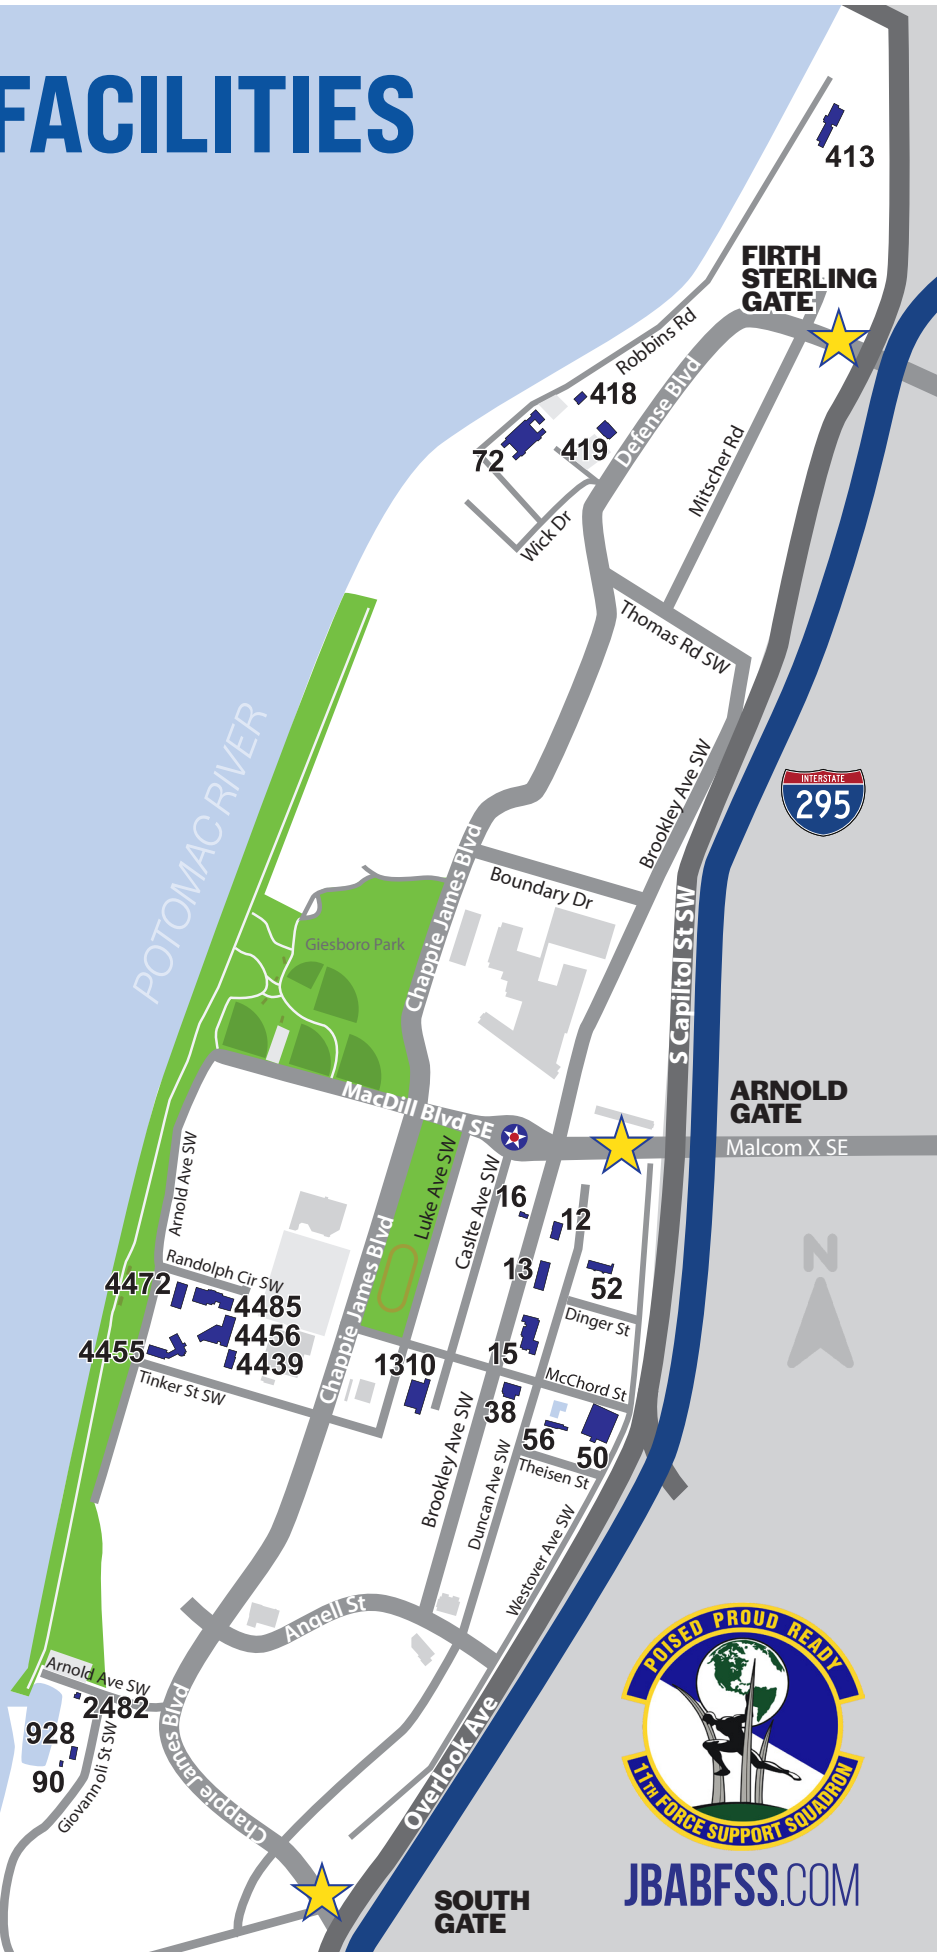 FACILITIES
413
FIRTH
STERLING
GATE
Robbins Rd
418
Defense Blvd
419
72
Mitscher Rd
Wick Dr
Thomas Rd SW
POTOMAC RIVER
Brookley Ave SW
INTERSTATE
295
Chappie James Blvd
Boundary Dr
S Capiltol St SW
Giesboro Park
MacDill Blvd SE
ARNOLD
GATE
Malcom X SE
Arnold Ave SW
Luke Ave SW
Caslte Ave SW
16
12
N
Randolph Cir SW
Chappie James Blvd
13
52
4472
4485
Dinger St
4456
4455
4439
15
1310
Tinker St SW
McChord St
38
56
50
Brookley Ave SW
Duncan Ave SW
Theisen St
Westover Ave SW
Angell St
Arnold Ave SW
2482
928
90
Giovannoli St SW
Chappie James Blvd
Overlook Ave
POISED PROUD READY
11TH FORCE SUPPORT SQUADRON
JBABFSS.COM
SOUTH
GATE